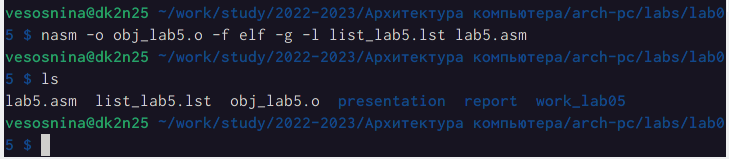 vesosnina@dk2n25 ~/work/study/2022-2023/Архитектура компьютера/arch-pc/labs/lab0
5 $ nasm -o obj_lab5.o -f elf -g -l list_lab5.lst lab5.asm
vesosnina@dk2n25 ~/work/study/2022-2023/Архитектура компьютера/arch-pc/labs/lab0
5 $ ls
lab5.asm list_lab5.lst obj_lab5.o presentation report work_lab05
vesosnina@dk2n25 ~/work/study/2022-2023/Архитектура компьютера/arch-pc/labs/lab0
5 $